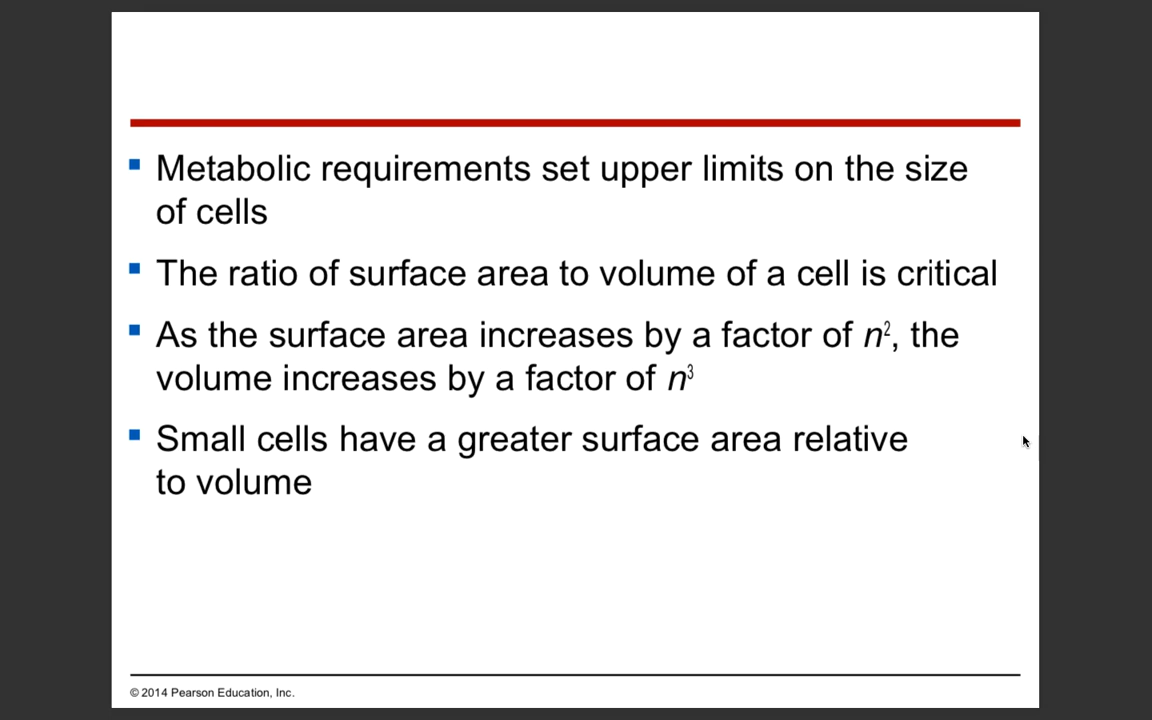 Metabolic requirements set upper limits on the size
of cells
The ratio of surface area to volume of a cell is critical
As the surface area increases by a factor of n², the
volume increases by a factor of n³
Small cells have a greater surface area relative
to volume
© 2014 Pearson Education, Inc.